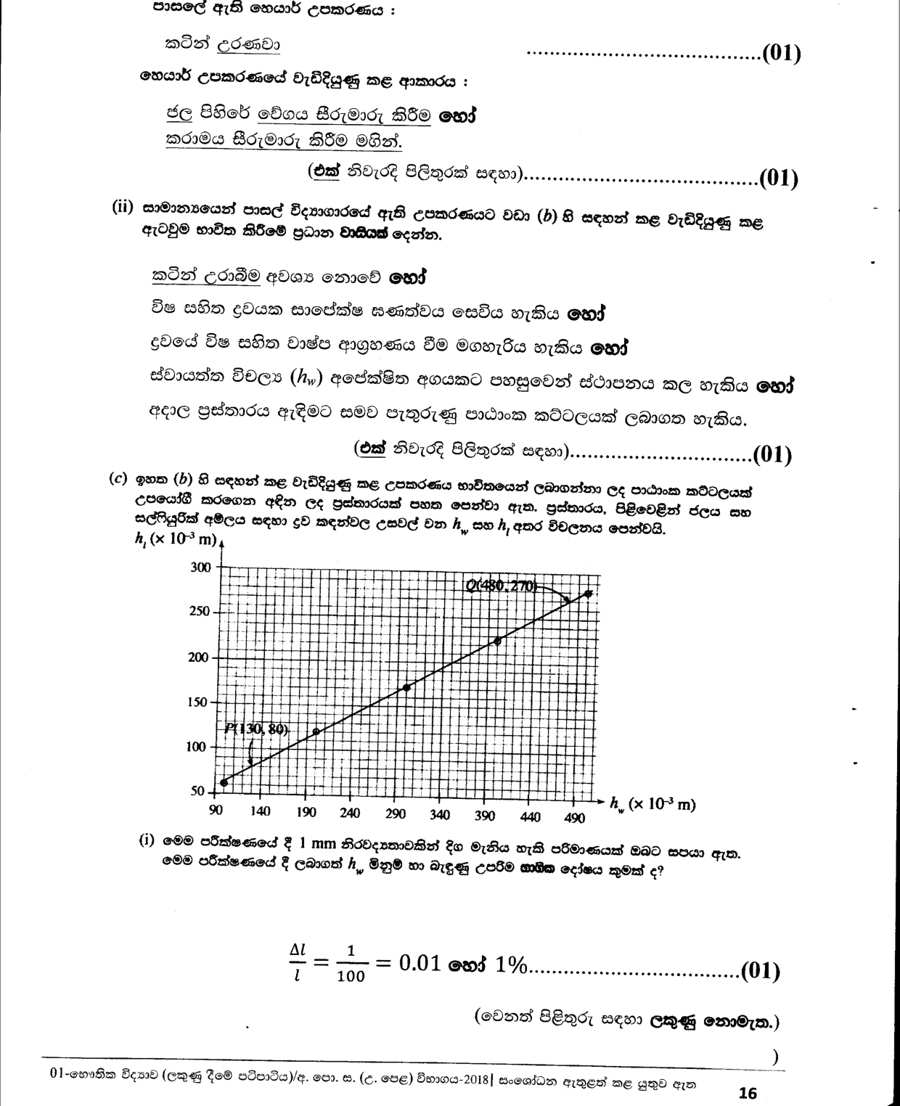 පාසලේ ඇති හෙයාර් උපකරණය :
කටින් උරණවා ....................................(01)
හෙයාර් උපකරණයේ වැඩිදියුණු කළ ආකාරය :
ජල පිහිරේ වේගය සීරුමාරු කිරීම හෝ
කරාමය සීරුමාරු කිරීම මගින්.
(එක් නිවැරදි පිලිතුරක් සඳහා)....................................(01)
(ii) සාමාන්‍යයෙන් පාසල් විද්‍යාගාරයේ ඇති උපකරණයට වඩා (b) හි සඳහන් කළ වැඩිදියුණු කළ
ඇටවුම භාවිත කිරීමේ ප්‍රධාන වාසියක් දෙන්න.
කටින් උරාබීම අවශ්‍ය නොවේ හෝ
විෂ සහිත ද්‍රවයක සාපේක්ෂ ඝණත්වය සෙවිය හැකිය හෝ
ද්‍රවයේ විෂ සහිත වාෂ්ප ආග්‍රහණය වීම මගහැරිය හැකිය හෝ
ස්වායත්ත විචල්‍ය (h_w) අපේක්ෂිත අගයකට පහසුවෙන් ස්ථාපනය කල හැකිය හෝ
අදාල ප්‍රස්තාරය ඇඳීමට සමව පැතුරුණු පාඨාංක කට්ටලයක් ලබාගත හැකිය.
(එක් නිවැරදි පිලිතුරක් සඳහා)..............................(01)
(c) ඉහත (b) හි සඳහන් කළ වැඩිදියුණු කළ උපකරණය භාවිතයෙන් ලබාගන්නා ලද පාඨාංක කට්ටලයක්
උපයෝගී කරගෙන අඳින ලද ප්‍රස්තාරයක් පහත පෙන්වා ඇත. ප්‍රස්තාරය, පිළිවෙළින් ජලය සහ
සල්ෆියුරික් අම්ලය සඳහා ද්‍රව කඳන්වල උසවල් වන h_w සහ h_l අතර විචලනය පෙන්වයි.
h_l (× 10⁻³ m)
300
Q(480, 270)
250
200
150
P(130, 80)
100
50
90 140 190 240 290 340 390 440 490 h_w (× 10⁻³ m)
(i) මෙම පරීක්ෂණයේ දී 1 mm නිරවද්‍යතාවකින් දිග මැනිය හැකි පරිමාණයක් ඔබට සපයා ඇත.
මෙම පරීක්ෂණයේ දී ලබාගත් h_w මිනුම් හා බැඳුණු උපරිම භාගික දෝෂය කුමක් ද?
Δl/l = 1/100 = 0.01 හෝ 1%..................................(01)
(වෙනත් පිළිතුරු සඳහා ලකුණු නොමැත.)
)
01-භෞතික විද්‍යාව (ලකුණු දීමේ පටිපාටිය)/අ. පො. ස. (උ. පෙළ) විභාගය-2018| සංශෝධන ඇතුළත් කළ යුතුව ඇත
16